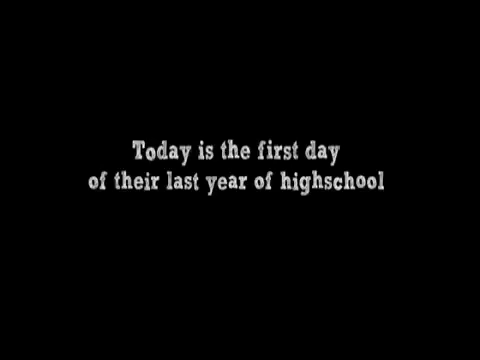 Today is the first day
of their last year of highschool